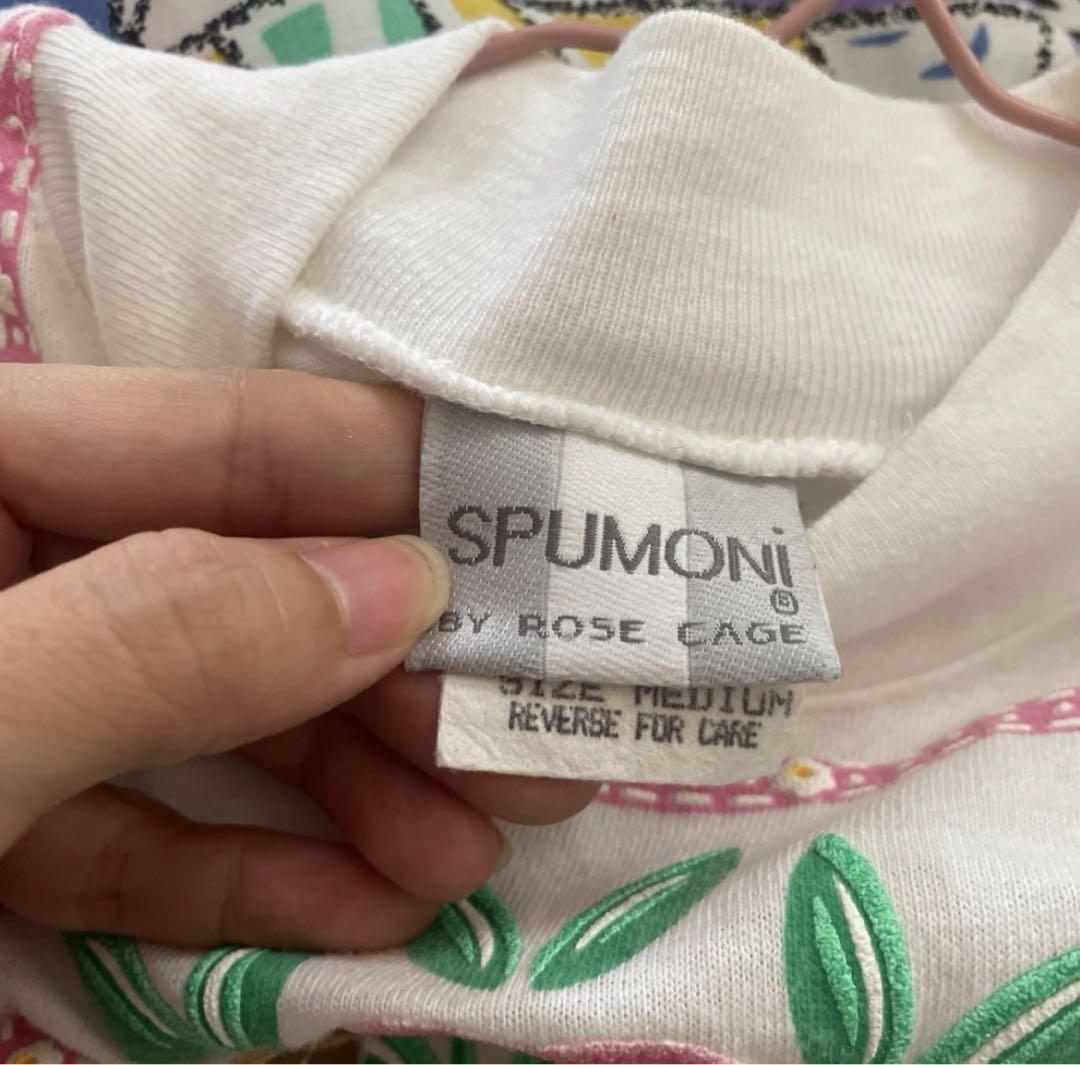 SPUMONi
®
BY ROSE CAGE
SIZE MEDIUM
REVERSE FOR CARE